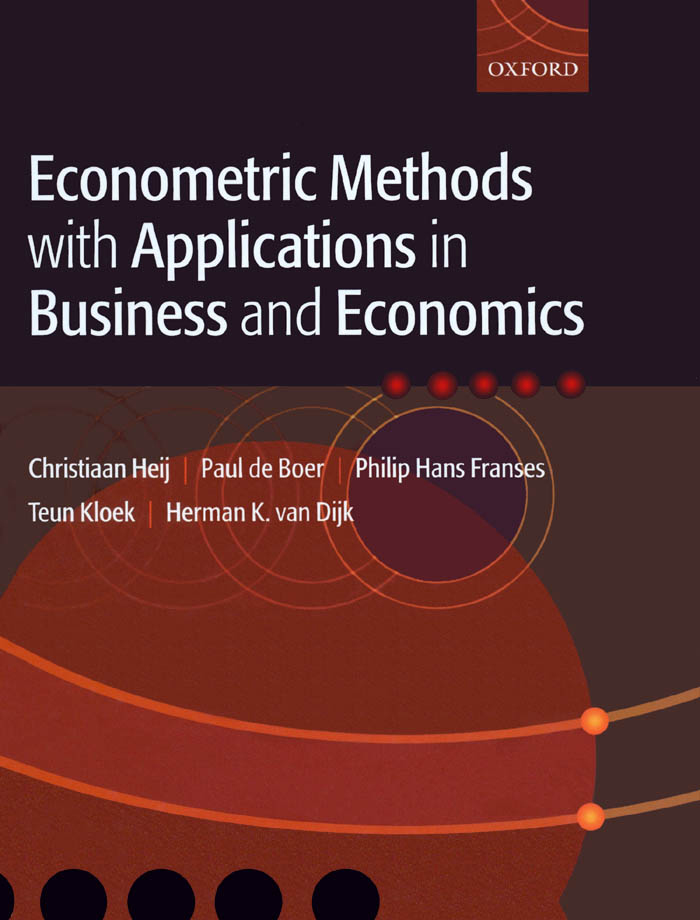 OXFORD
Econometric Methods
with Applications in
Business and Economics
Christiaan Heij | Paul de Boer | Philip Hans Franses
Teun Kloek | Herman K. van Dijk